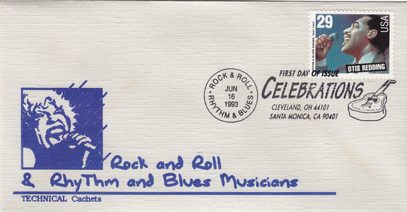 29
USA
OTIS REDDING
ROCK & ROLL
JUN
16
1993
RHYTHM & BLUES
FIRST DAY OF ISSUE
CELEBRATIONS
CLEVELAND, OH 44101
SANTA MONICA, CA 90401
Rock and Roll
& RhyThm and Blues Musicians
TECHNICAL Cachets